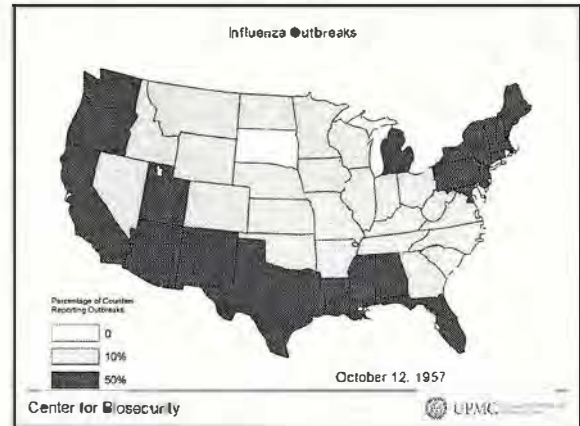 Influenza Outbreaks
Percentage of Counties
Reporting Outbreaks
0
10%
50%
October 12, 1957
Center for Biosecurity
UPMC